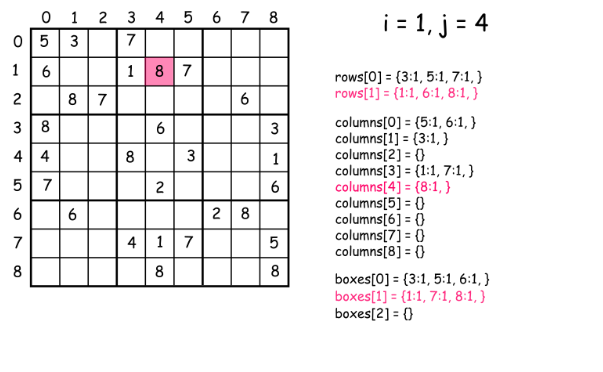 i = 1, j = 4
0 1 2 3 4 5 6 7 8
0 5 3 7
1 6 1 8 7
2 8 7 6
3 8 6 3
4 4 8 3 1
5 7 2 6
6 6 2 8
7 4 1 7 5
8 8 8
rows[0] = {3:1, 5:1, 7:1, }
rows[1] = {1:1, 6:1, 8:1, }
columns[0] = {5:1, 6:1, }
columns[1] = {3:1, }
columns[2] = {}
columns[3] = {1:1, 7:1, }
columns[4] = {8:1, }
columns[5] = {}
columns[6] = {}
columns[7] = {}
columns[8] = {}
boxes[0] = {3:1, 5:1, 6:1, }
boxes[1] = {1:1, 7:1, 8:1, }
boxes[2] = {}